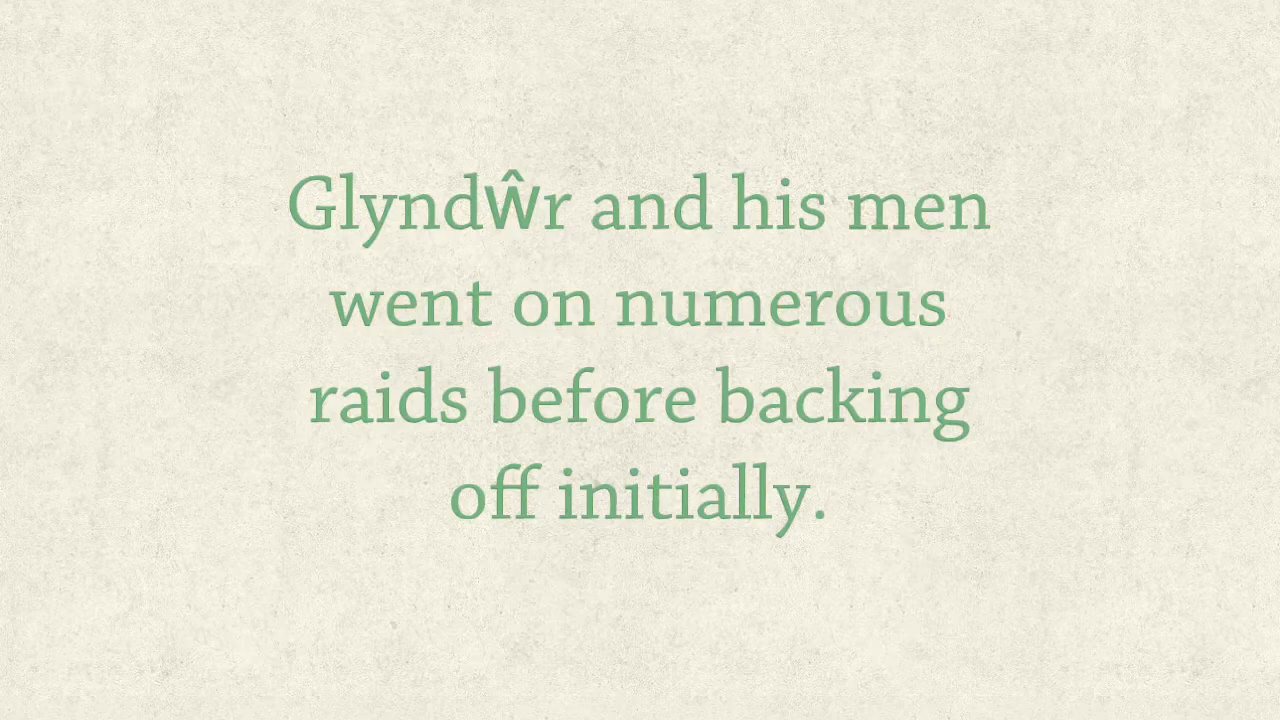 GlyndŴr and his men
went on numerous
raids before backing
off initially.